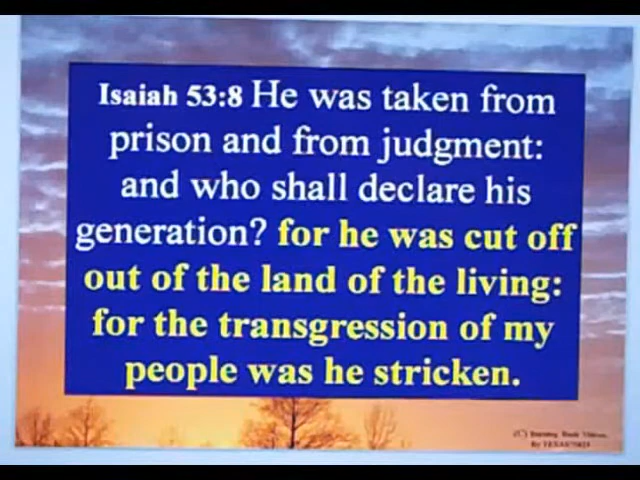 Isaiah 53:8 He was taken from
prison and from judgment:
and who shall declare his
generation? for he was cut off
out of the land of the living:
for the transgression of my
people was he stricken.